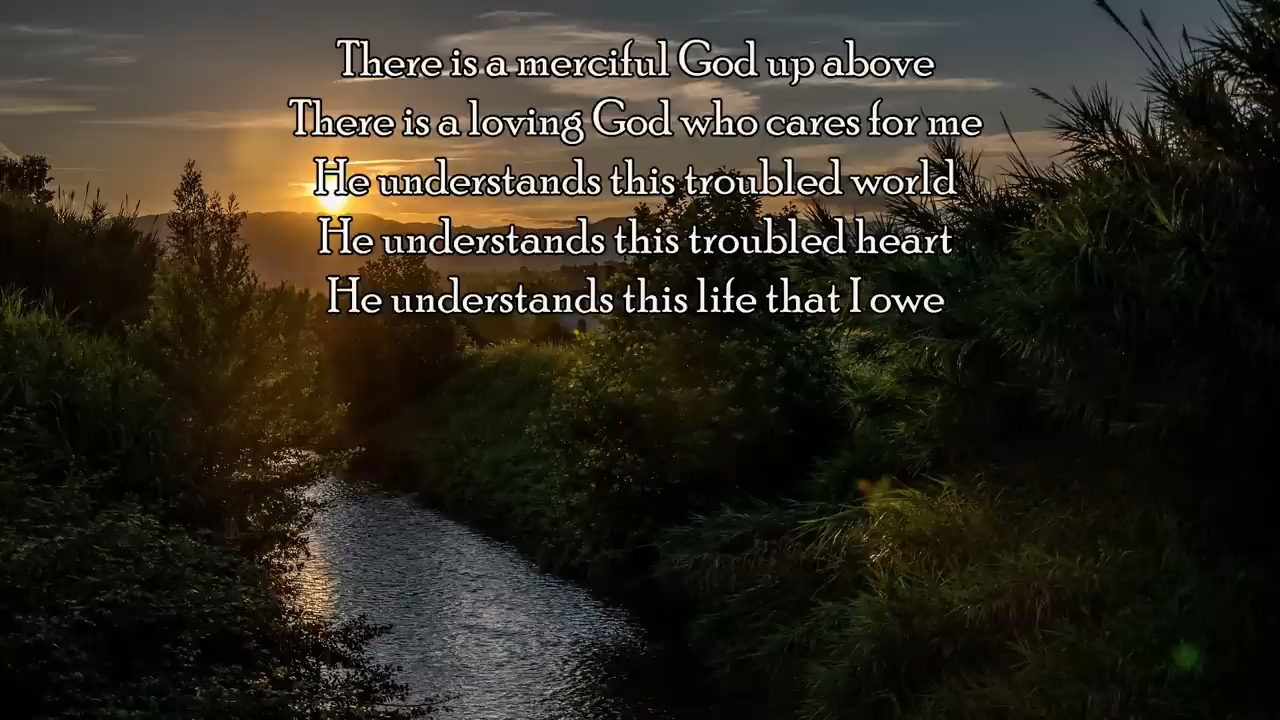 There is a merciful God up above
There is a loving God who cares for me
He understands this troubled world
He understands this troubled heart
He understands this life that I owe